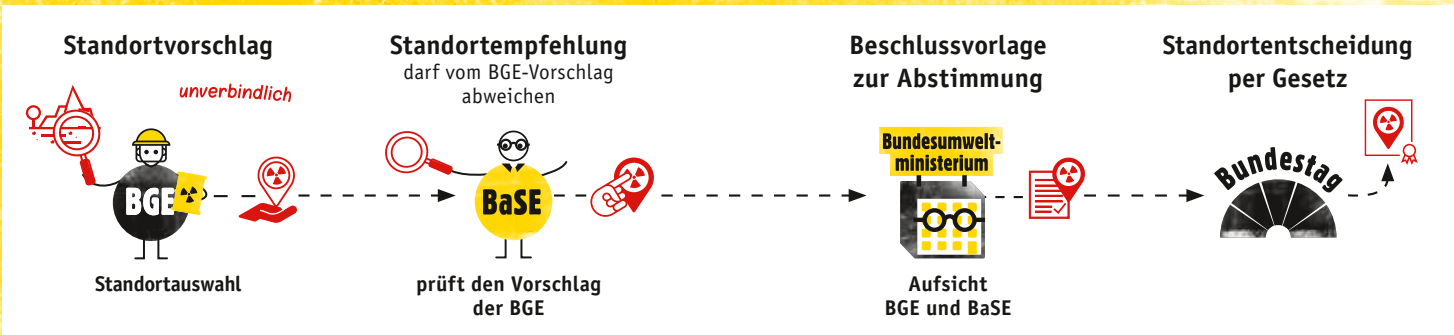 Standortvorschlag
unverbindlich
BGE
Standortauswahl
Standortempfehlung
darf vom BGE-Vorschlag
abweichen
BaSE
prüft den Vorschlag
der BGE
Beschlussvorlage
zur Abstimmung
Bundesumwelt-
ministerium
Aufsicht
BGE und BaSE
Standortentscheidung
per Gesetz
Bundestag